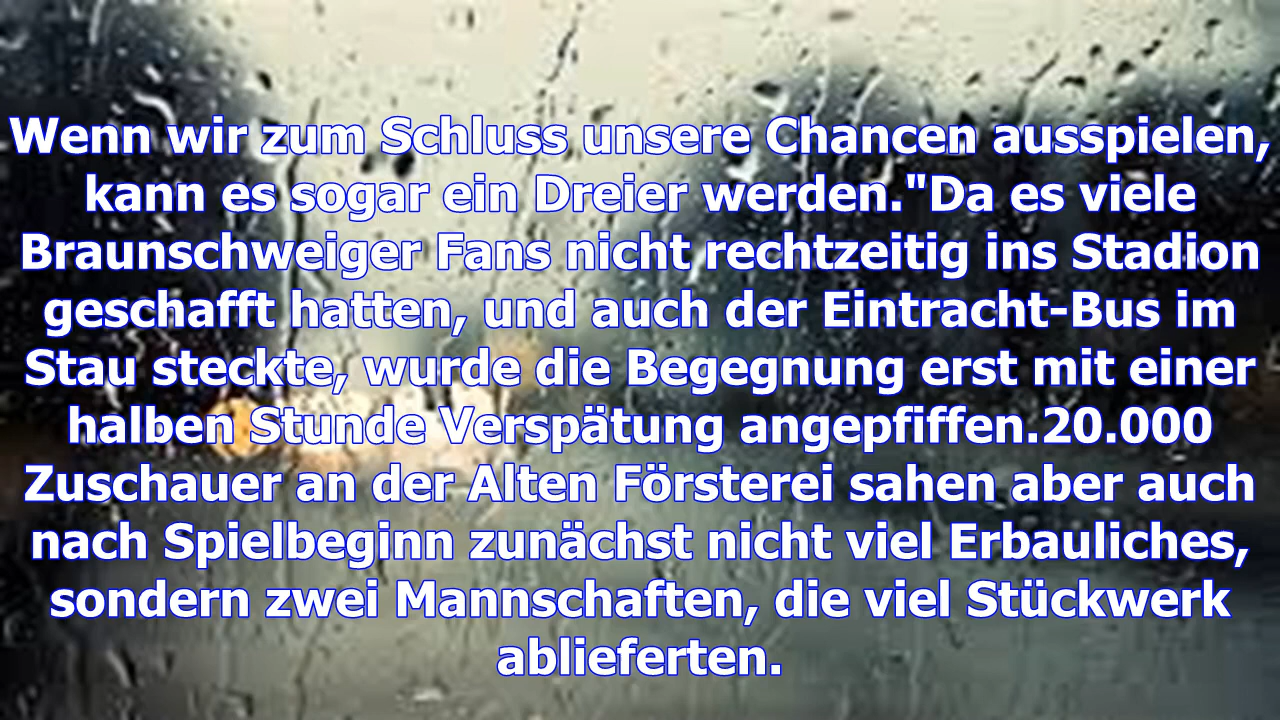 Wenn wir zum Schluss unsere Chancen ausspielen,
kann es sogar ein Dreier werden."Da es viele
Braunschweiger Fans nicht rechtzeitig ins Stadion
geschafft hatten, und auch der Eintracht-Bus im
Stau steckte, wurde die Begegnung erst mit einer
halben Stunde Verspätung angepfiffen.20.000
Zuschauer an der Alten Försterei sahen aber auch
nach Spielbeginn zunächst nicht viel Erbauliches,
sondern zwei Mannschaften, die viel Stückwerk
ablieferten.